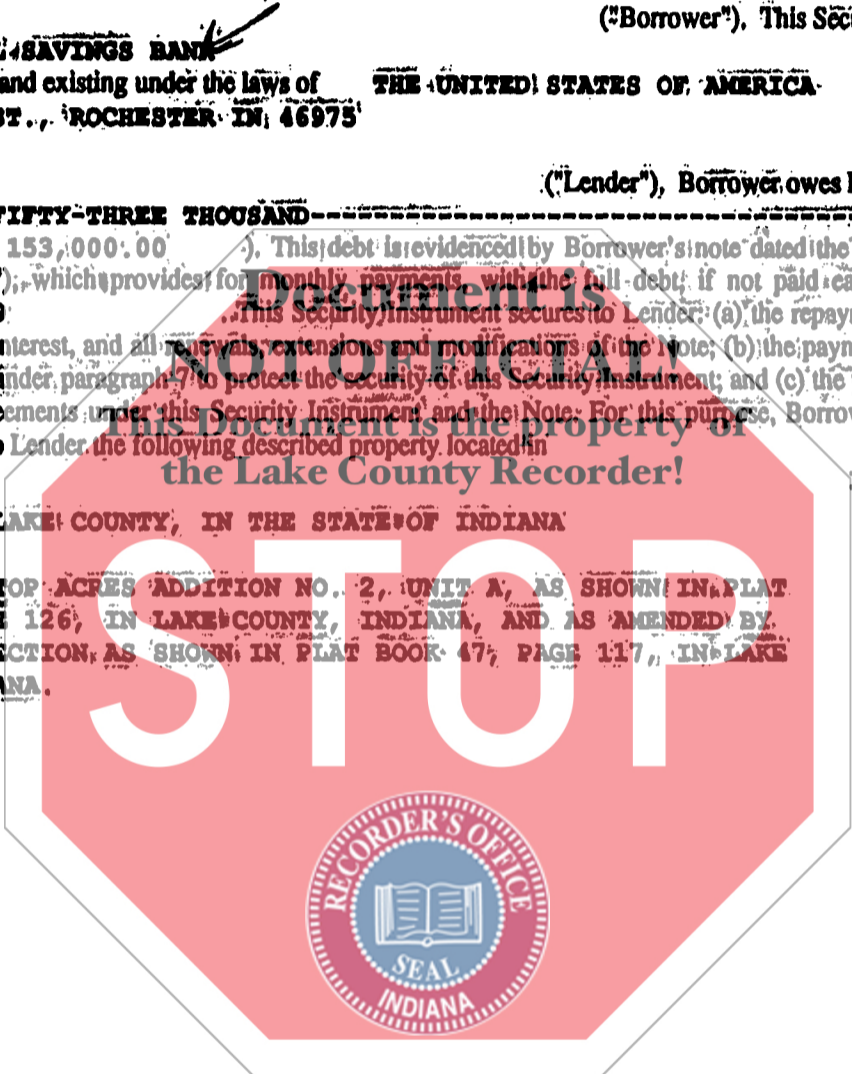 ("Borrower"). This Sec
SAVINGS BANK
and existing under the laws of THE UNITED STATES OF AMERICA
ST., ROCHESTER IN 46975
("Lender"). Borrower owes
FIFTY-THREE THOUSAND
153,000.00 ). This debt is evidenced by Borrower's note dated the
"), which provides for monthly payments, with the full debt, if not paid ea
Document is
This Security Instrument secures to Lender: (a) the repay
nterest, and all renewals, extensions and modifications of the Note; (b) the paym
NOT OFFICIAL!
nder paragraph 7 to protect the security of this Security Instrument; and (c) the
ements under this Security Instrument and the Note. For this purpose, Borro
This Document is the property of
Lender the following described property located in
the Lake County Recorder!
LAKE COUNTY, IN THE STATE OF INDIANA
OP ACRES ADDITION NO. 2, UNIT A, AS SHOWN IN PLAT
126, IN LAKE COUNTY, INDIANA, AND AS AMENDED BY
CTION AS SHOWN IN PLAT BOOK 47, PAGE 117, IN LAKE
NA.
STOP
RECORDER'S OFFICE
SEAL
INDIANA